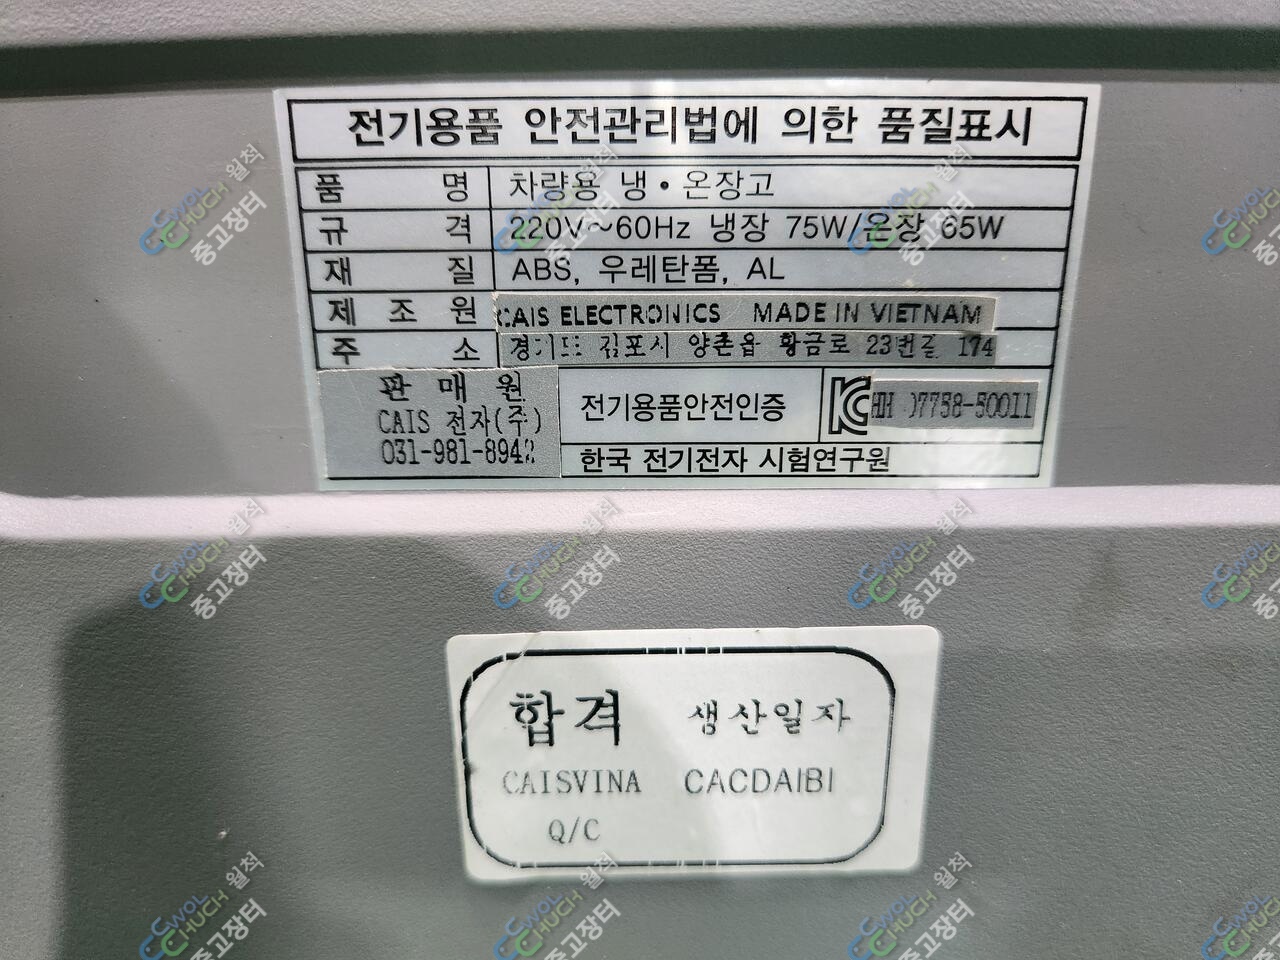 전기용품 안전관리법에 의한 품질표시
품 명 차량용 냉·온장고
규 격 220V~60Hz 냉장 75W/온장 65W
재 질 ABS, 우레탄폼, AL
제 조 원 CAIS ELECTRONICS MADE IN VIETNAM
주 소 경기도 김포시 양촌읍 황금로 23번길 174
판 매 원
CAIS 전자(주)
031-981-8942
전기용품안전인증 HH 07758-50011
한국 전기전자 시험연구원
합격 생산일자
CAISVINA CACDAIBI
Q/C
CWOL
CCHUCH 월척
중고장터